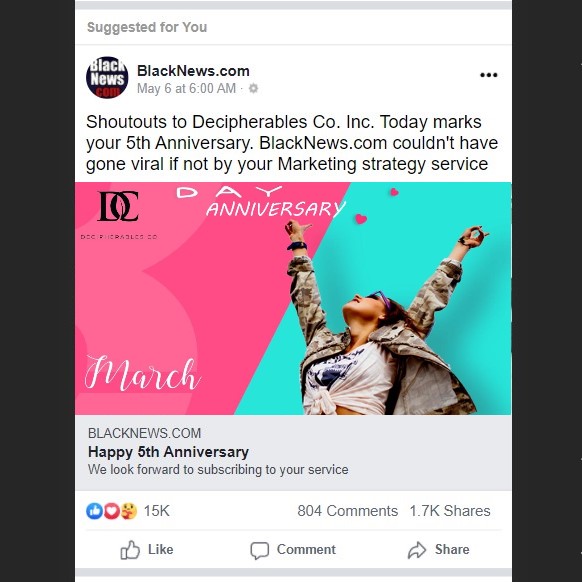 Suggested for You
Black
News
.com
BlackNews.com
May 6 at 6:00 AM ·
Shoutouts to Decipherables Co. Inc. Today marks
your 5th Anniversary. BlackNews.com couldn't have
gone viral if not by your Marketing strategy service
DC
DECIPHERABLES CO
DAY
ANNIVERSARY
March
BLACKNEWS.COM
Happy 5th Anniversary
We look forward to subscribing to your service
15K
804 Comments 1.7K Shares
Like Comment Share